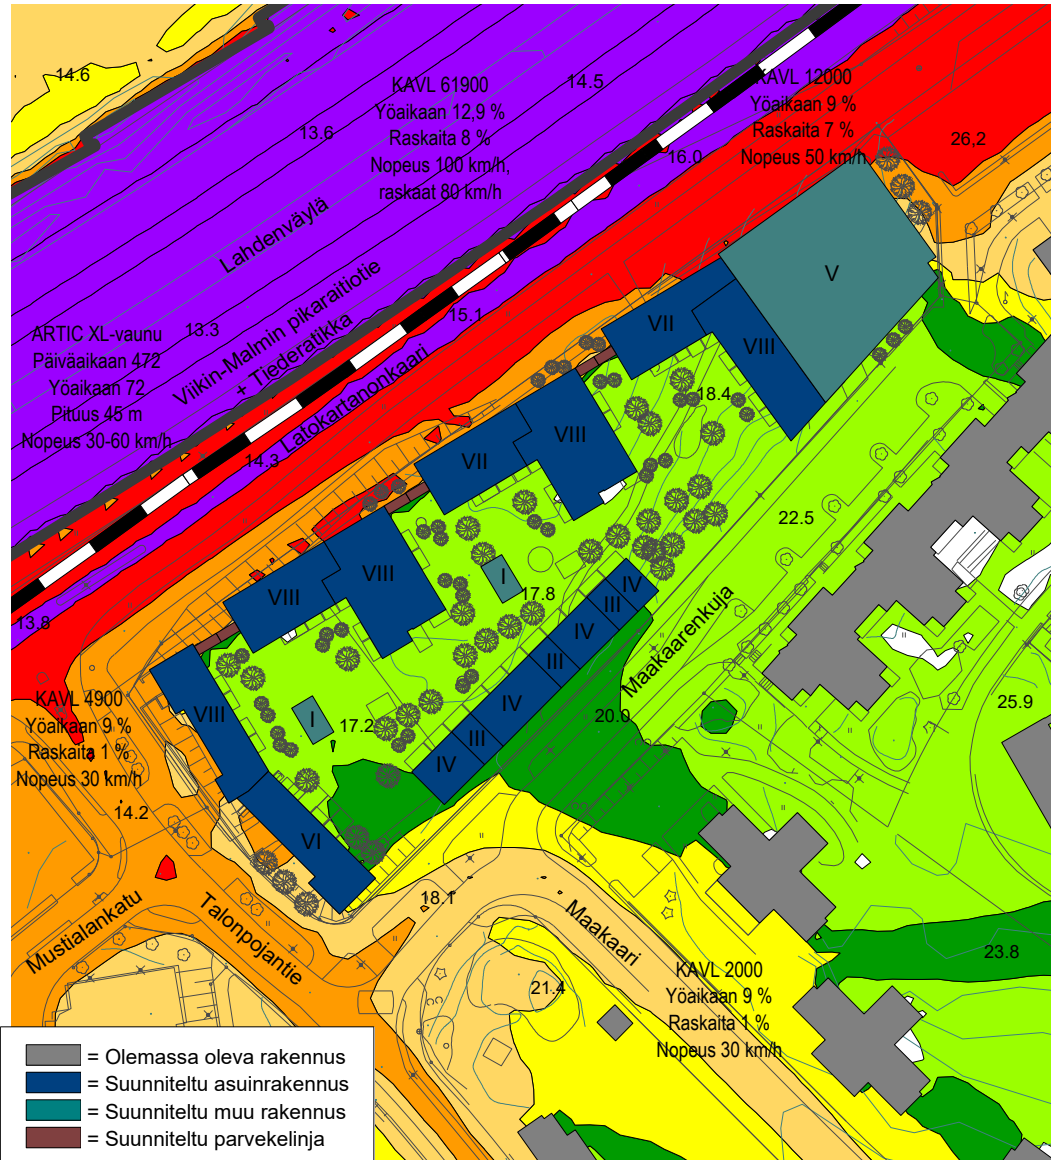 14.6
KAVL 61900
Yöaikaan 12,9 %
Raskaita 8 %
Nopeus 100 km/h,
raskaat 80 km/h
14.5
KAVL 12000
Yöaikaan 9 %
Raskaita 7 %
Nopeus 50 km/h
13.6
16.0
26,2
Lahdenväylä
V
ARTIC XL-vaunu
Päiväaikaan 472
Yöaikaan 72
Pituus 45 m
Nopeus 30-60 km/h
13.3
Viikin-Malmin pikaraitiotie
+ Tiederatikka
15.1
VII
VIII
Latokartanonkaari
18.4
14.3
VII
VIII
22.5
VIII
VIII
I
17.8
IV
III
IV
III
IV
III
IV
13.8
Maakaarenkuja
KAVL 4900
Yöaikaan 9 %
Raskaita 1 %
Nopeus 30 km/h
VIII
I
17.2
20.0
25.9
14.2
VI
18.1
Mustialankatu
Talonpojantie
Maakaari
21.4
KAVL 2000
Yöaikaan 9 %
Raskaita 1 %
Nopeus 30 km/h
23.8
= Olemassa oleva rakennus
= Suunniteltu asuinrakennus
= Suunniteltu muu rakennus
= Suunniteltu parvekelinja